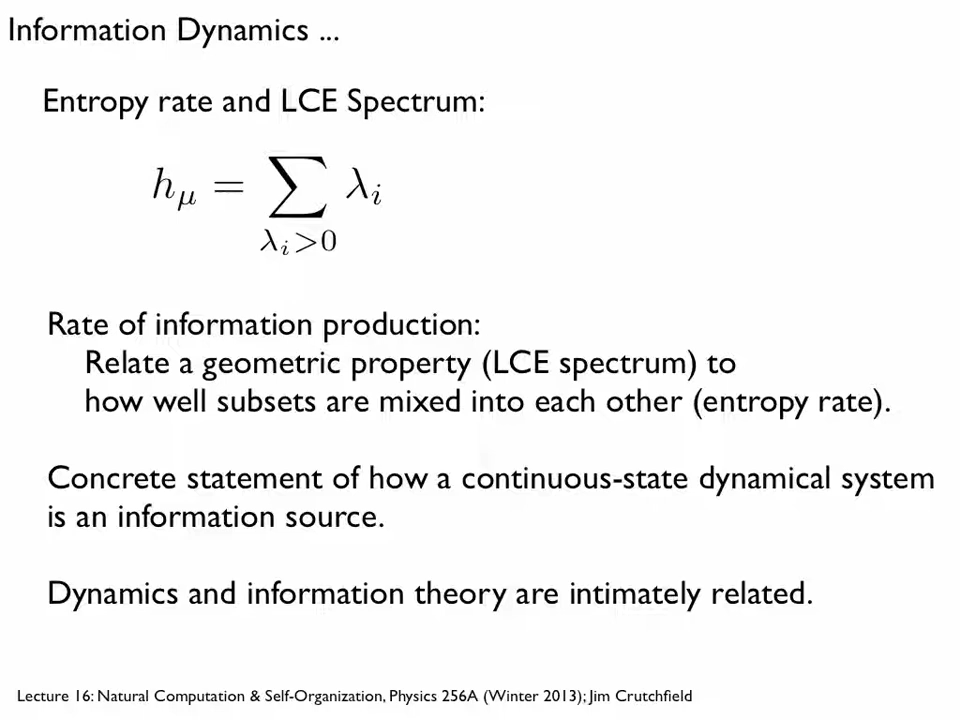 Information Dynamics ...
Entropy rate and LCE Spectrum:
h_μ = ∑_{λ_i>0} λ_i
Rate of information production:
Relate a geometric property (LCE spectrum) to
how well subsets are mixed into each other (entropy rate).
Concrete statement of how a continuous-state dynamical system
is an information source.
Dynamics and information theory are intimately related.
Lecture 16: Natural Computation & Self-Organization, Physics 256A (Winter 2013); Jim Crutchfield